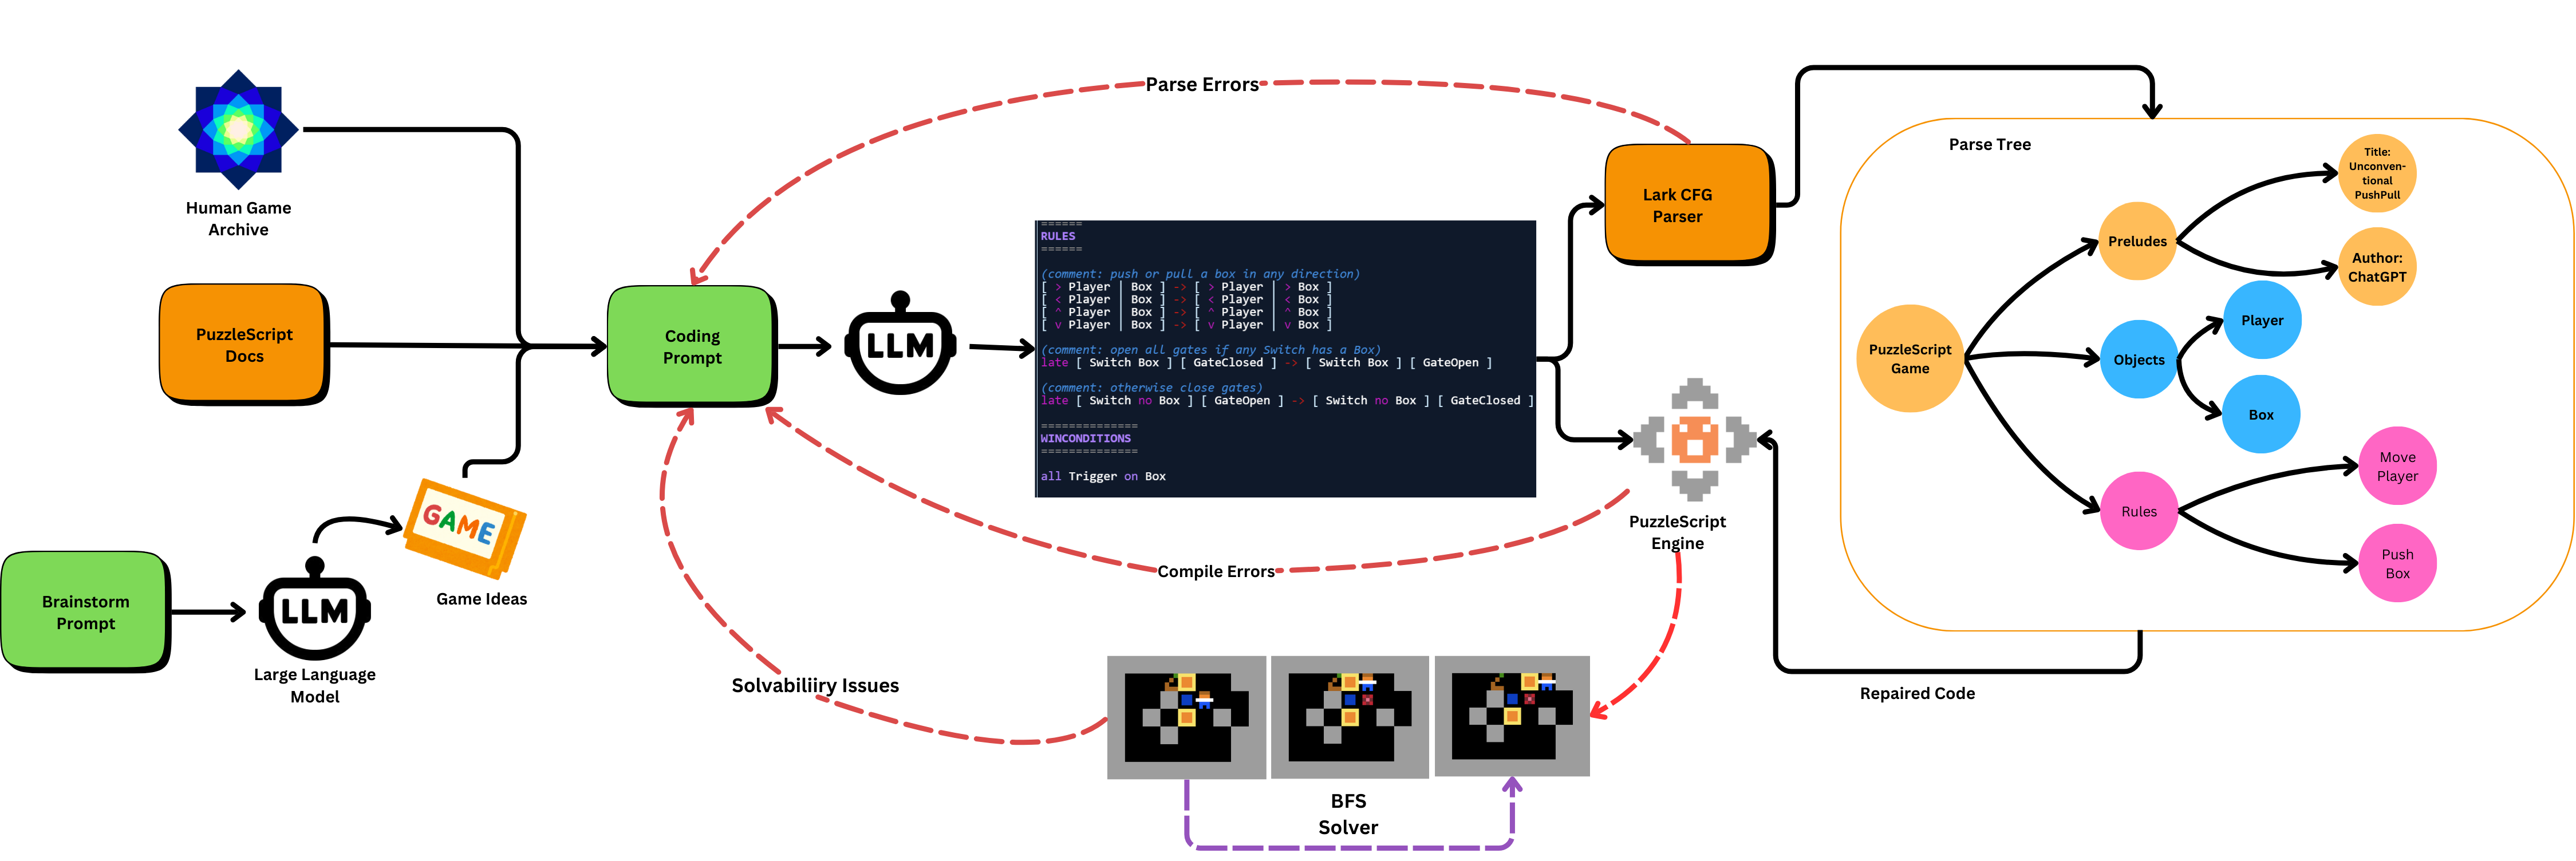 Human Game
Archive
PuzzleScript
Docs
Brainstorm
Prompt
LLM
Large Language
Model
GAME
Game Ideas
Coding
Prompt
LLM
Parse Errors
======
RULES
======
(comment: push or pull a box in any direction)
[ > Player | Box ] -> [ > Player | > Box ]
[ < Player | Box ] -> [ < Player | < Box ]
[ ^ Player | Box ] -> [ ^ Player | ^ Box ]
[ v Player | Box ] -> [ v Player | v Box ]
(comment: open all gates if any Switch has a Box)
late [ Switch Box ] [ GateClosed ] -> [ Switch Box ] [ GateOpen ]
(comment: otherwise close gates)
late [ Switch no Box ] [ GateOpen ] -> [ Switch no Box ] [ GateClosed ]
==============
WINCONDITIONS
==============
all Trigger on Box
Lark CFG
Parser
PuzzleScript
Engine
Compile Errors
Solvabiliiry Issues
BFS
Solver
Parse Tree
PuzzleScript
Game
Preludes
Title:
Unconven-
tional
PushPull
Author:
ChatGPT
Objects
Player
Box
Rules
Move
Player
Push
Box
Repaired Code